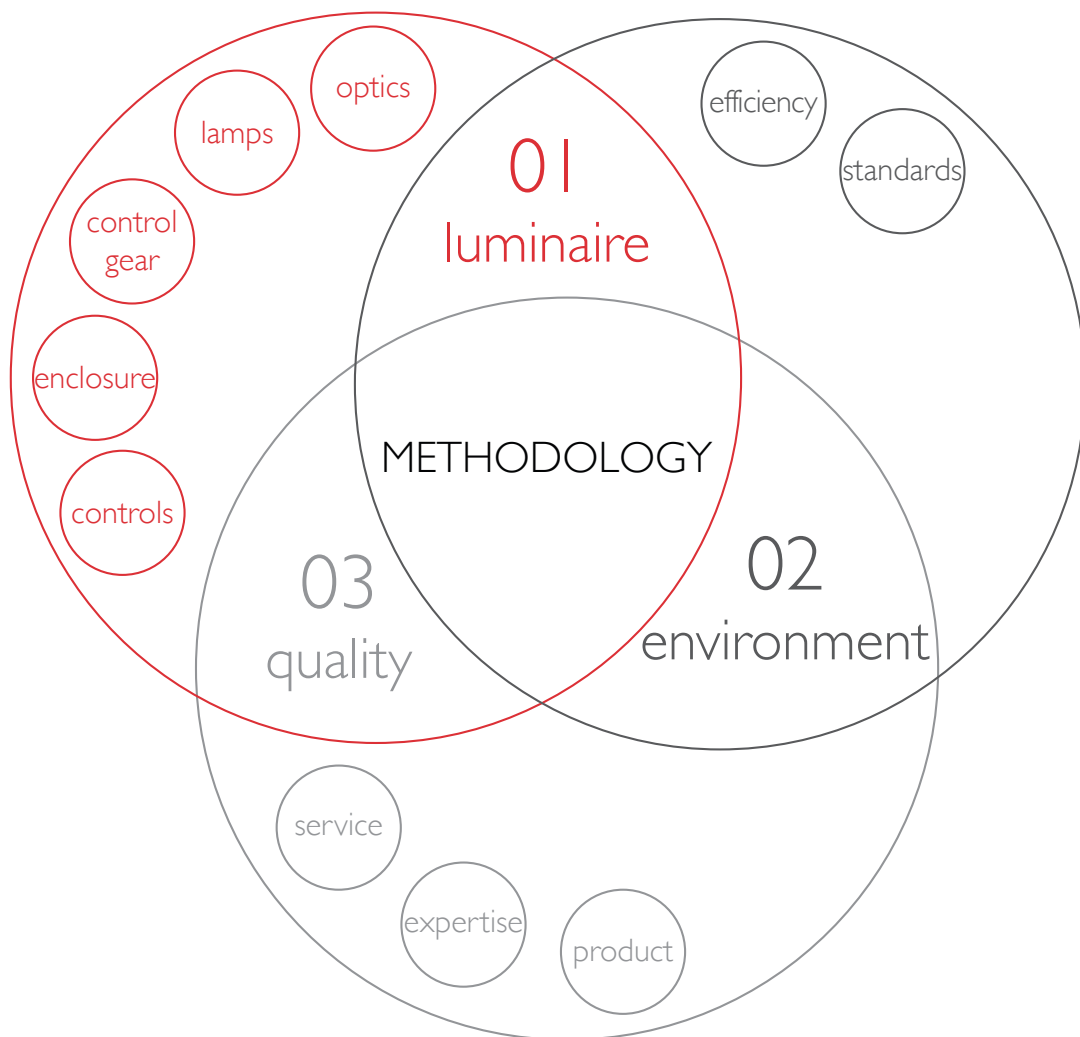 optics
lamps
control
gear
enclosure
controls
01
luminaire
efficiency
standards
METHODOLOGY
02
environment
03
quality
service
expertise
product